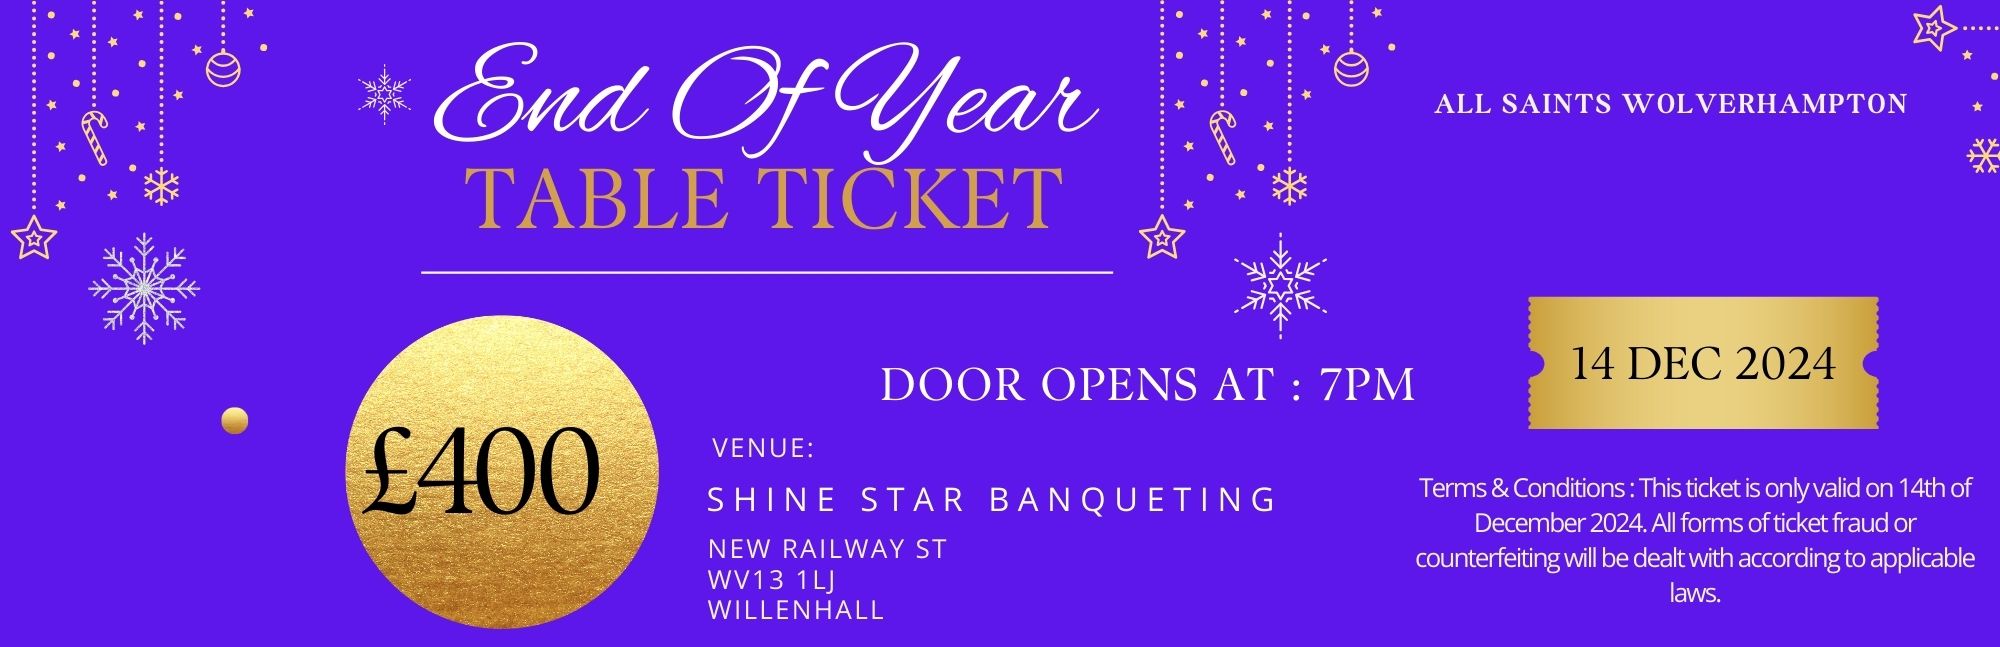 End Of Year
TABLE TICKET
ALL SAINTS WOLVERHAMPTON
£400
DOOR OPENS AT : 7PM
VENUE:
SHINE STAR BANQUETING
NEW RAILWAY ST
WV13 1LJ
WILLENHALL
14 DEC 2024
Terms & Conditions : This ticket is only valid on 14th of
December 2024. All forms of ticket fraud or
counterfeiting will be dealt with according to applicable
laws.